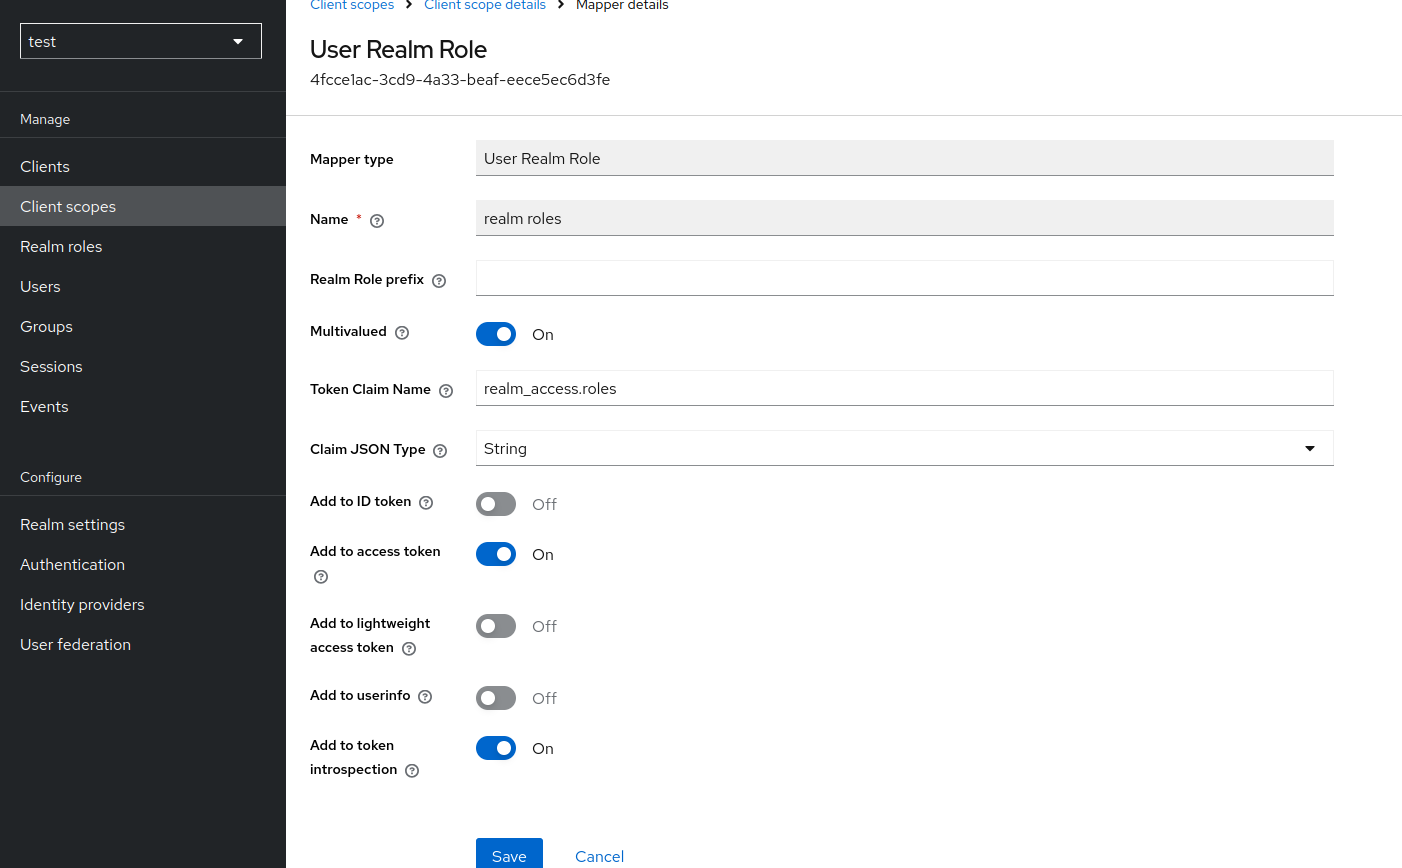 test
Manage
Clients
Client scopes
Realm roles
Users
Groups
Sessions
Events
Configure
Realm settings
Authentication
Identity providers
User federation
Client scopes > Client scope details > Mapper details
User Realm Role
4fcce1ac-3cd9-4a33-beaf-eece5ec6d3fe
Mapper type User Realm Role
Name * realm roles
Realm Role prefix
Multivalued On
Token Claim Name realm_access.roles
Claim JSON Type String
Add to ID token Off
Add to access token On
Add to lightweight
access token Off
Add to userinfo Off
Add to token
introspection On
Save Cancel